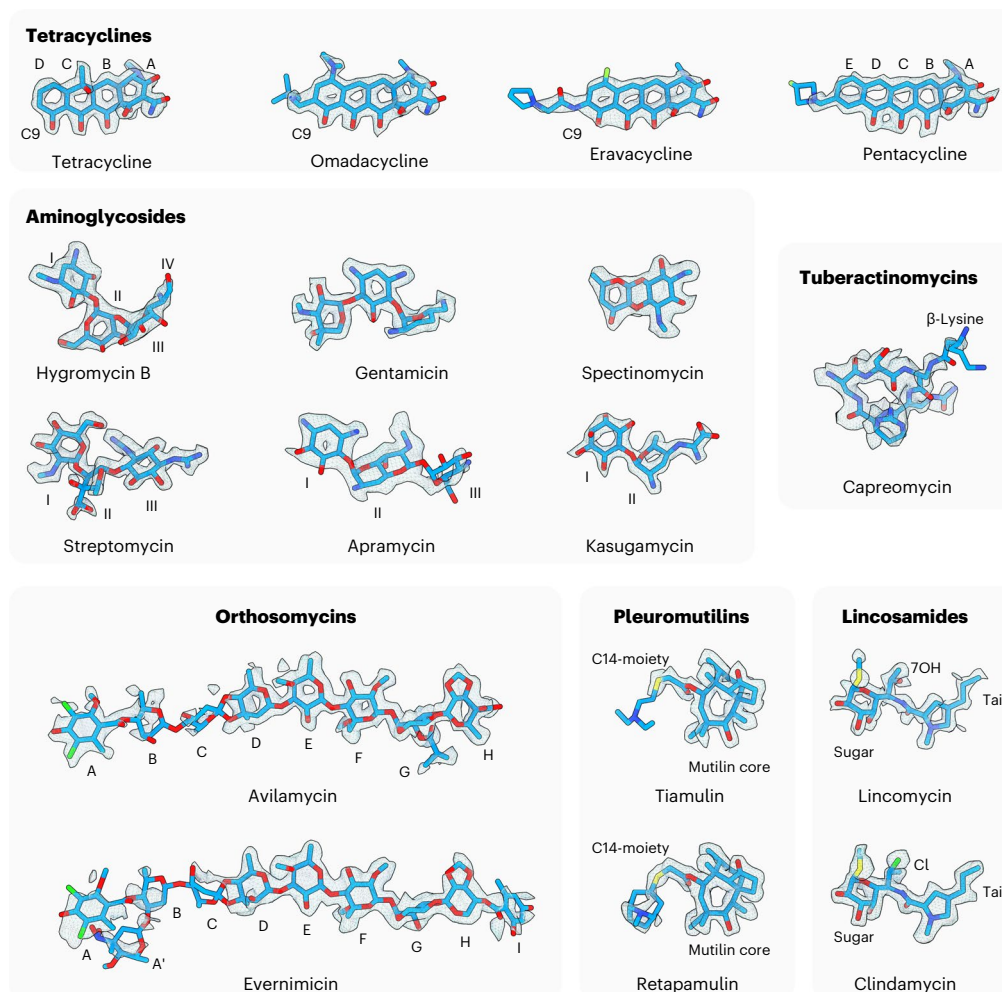 Tetracyclines
D C B A
C9
Tetracycline
C9
Omadacycline
C9
Eravacycline
E D C B A
Pentacycline
Aminoglycosides
I
II
IV
III
Hygromycin B
Gentamicin
Spectinomycin
I
II
III
Streptomycin
I
II
III
Apramycin
I
II
Kasugamycin
Tuberactinomycins
β-Lysine
Capreomycin
Orthosomycins
A B C D E F G H
Avilamycin
A A' B C D E F G H I
Evernimicin
Pleuromutilins
C14-moiety
Mutilin core
Tiamulin
C14-moiety
Mutilin core
Retapamulin
Lincosamides
7OH
Tai
Sugar
Lincomycin
Cl
Tai
Sugar
Clindamycin